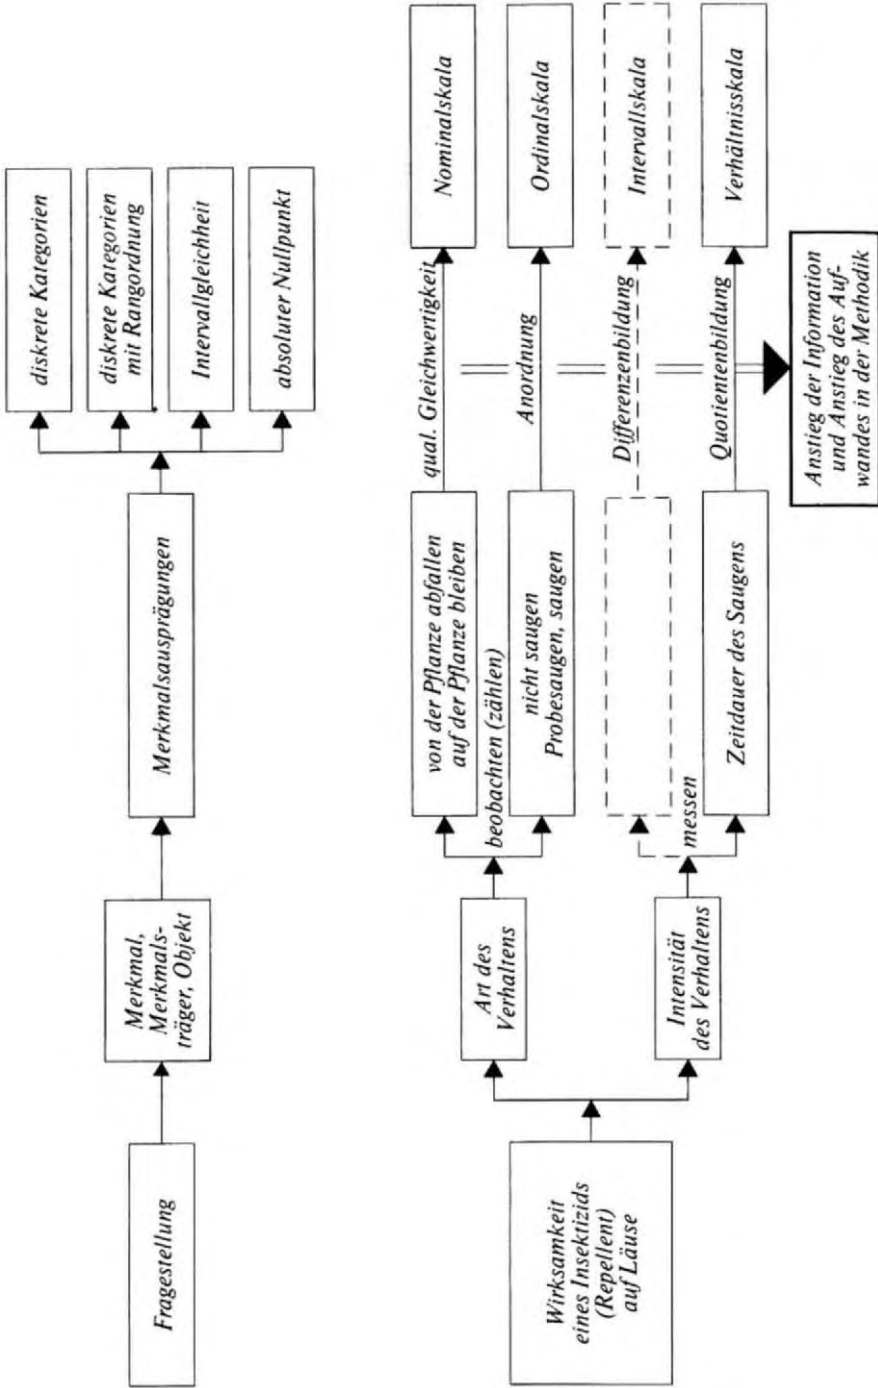 Fragestellung
Merkmal,
Merkmals-
träger, Objekt
Merkmalsausprägungen
diskrete Kategorien
diskrete Kategorien
mit Rangordnung
Intervallgleichheit
absoluter Nullpunkt
Wirksamkeit
eines Insektizids
(Repellent)
auf Läuse
Art des
Verhaltens
Intensität
des Verhaltens
beobachten (zählen)
messen
von der Pflanze abfallen
auf der Pflanze bleiben
nicht saugen
Probesaugen, saugen
Zeitdauer des Saugens
qual. Gleichwertigkeit
Anordnung
Differenzenbildung
Quotientenbildung
Nominalskala
Ordinalskala
Intervallskala
Verhältnisskala
Anstieg der Information
und Anstieg des Auf-
wandes in der Methodik